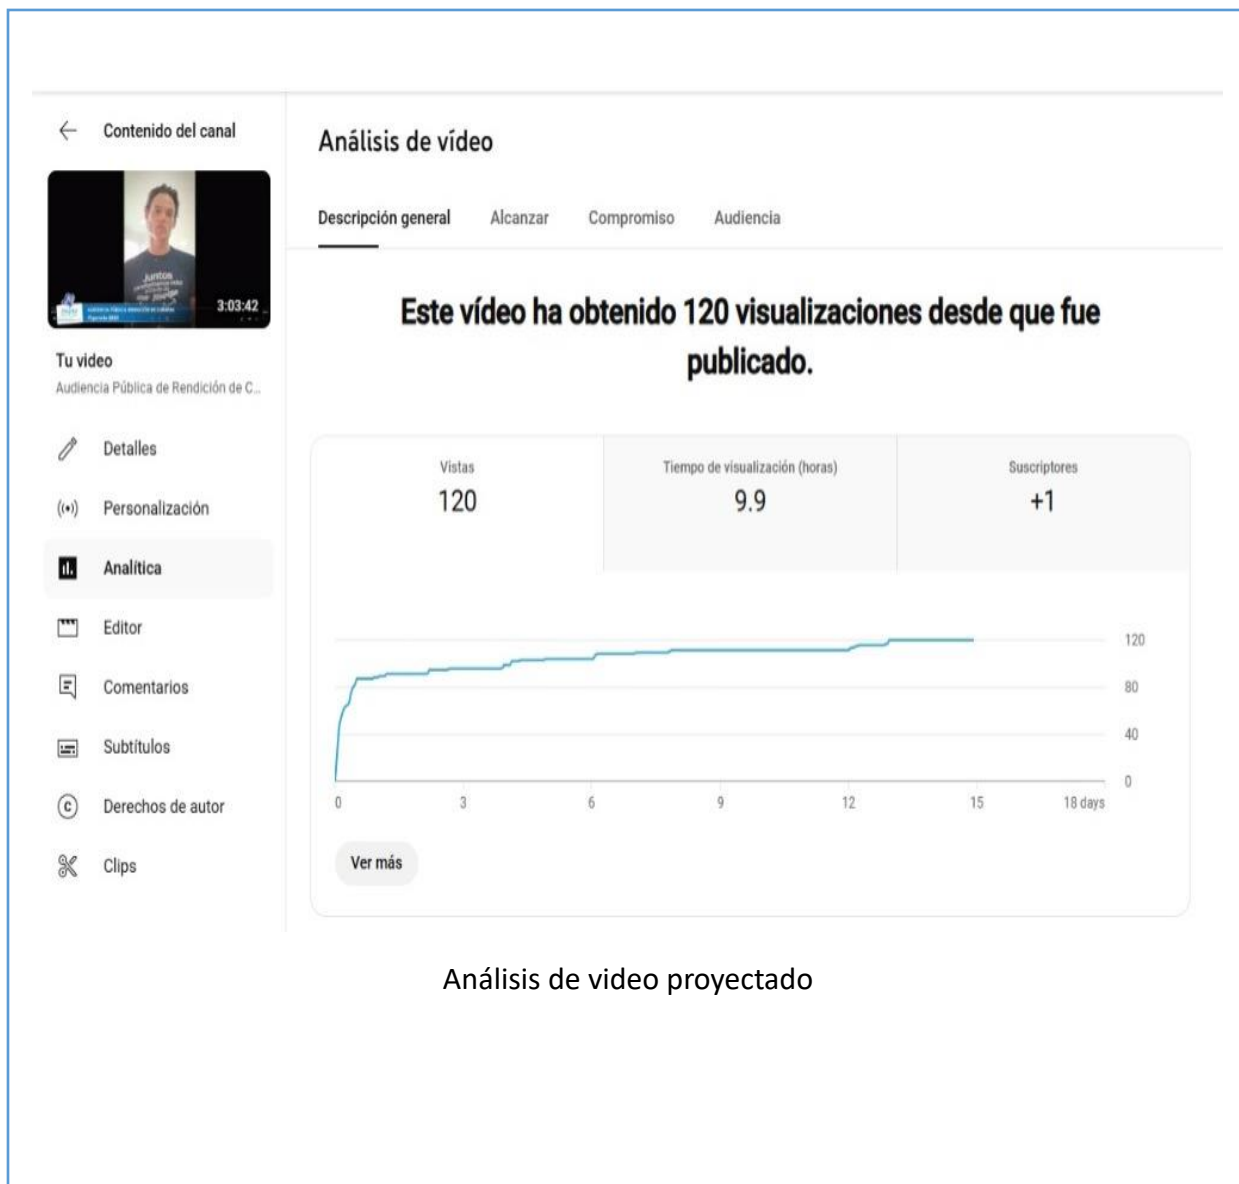 Contenido del canal
3:03:42
Tu video
Audiencia Pública de Rendición de C...
Detalles
Personalización
Analítica
Editor
Comentarios
Subtítulos
Derechos de autor
Clips
Análisis de vídeo
Descripción general Alcanzar Compromiso Audiencia
Este vídeo ha obtenido 120 visualizaciones desde que fue
publicado.
Vistas
120
Tiempo de visualización (horas)
9.9
Suscriptores
+1
120
80
40
0
0 3 6 9 12 15 18 days
Ver más
Análisis de video proyectado